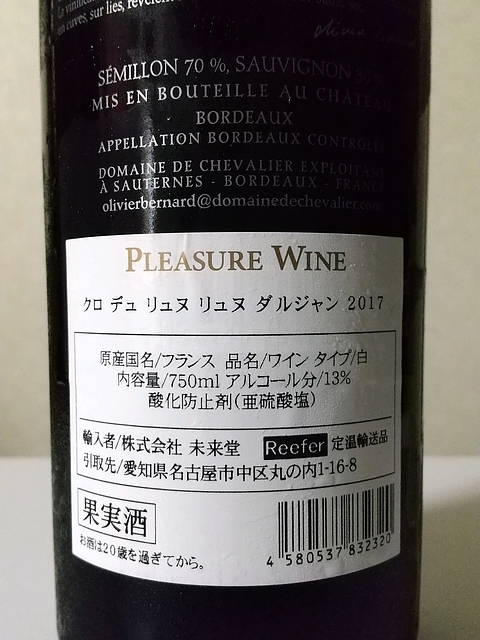 en cuves, sur lies,
SÉMILLON 70 %, SAUVIGNON 30 %
MIS EN BOUTEILLE AU CHÂTEAU
BORDEAUX
APPELLATION BORDEAUX CONTRÔLÉE
DOMAINE DE CHEVALIER EXPLOITANT
À SAUTERNES - BORDEAUX - FRANCE
olivierbernard@domainedechevalier.com
PLEASURE WINE
クロ デュ リュヌ リュヌ ダルジャン 2017
原産国名/フランス 品名/ワイン タイプ/白
内容量/750ml アルコール分/13%
酸化防止剤(亜硫酸塩)
輸入者/株式会社 未来堂 Reefer 定温輸送品
引取先/愛知県名古屋市中区丸の内1-16-8
果実酒
お酒は20歳を過ぎてから。
4 580537 832320